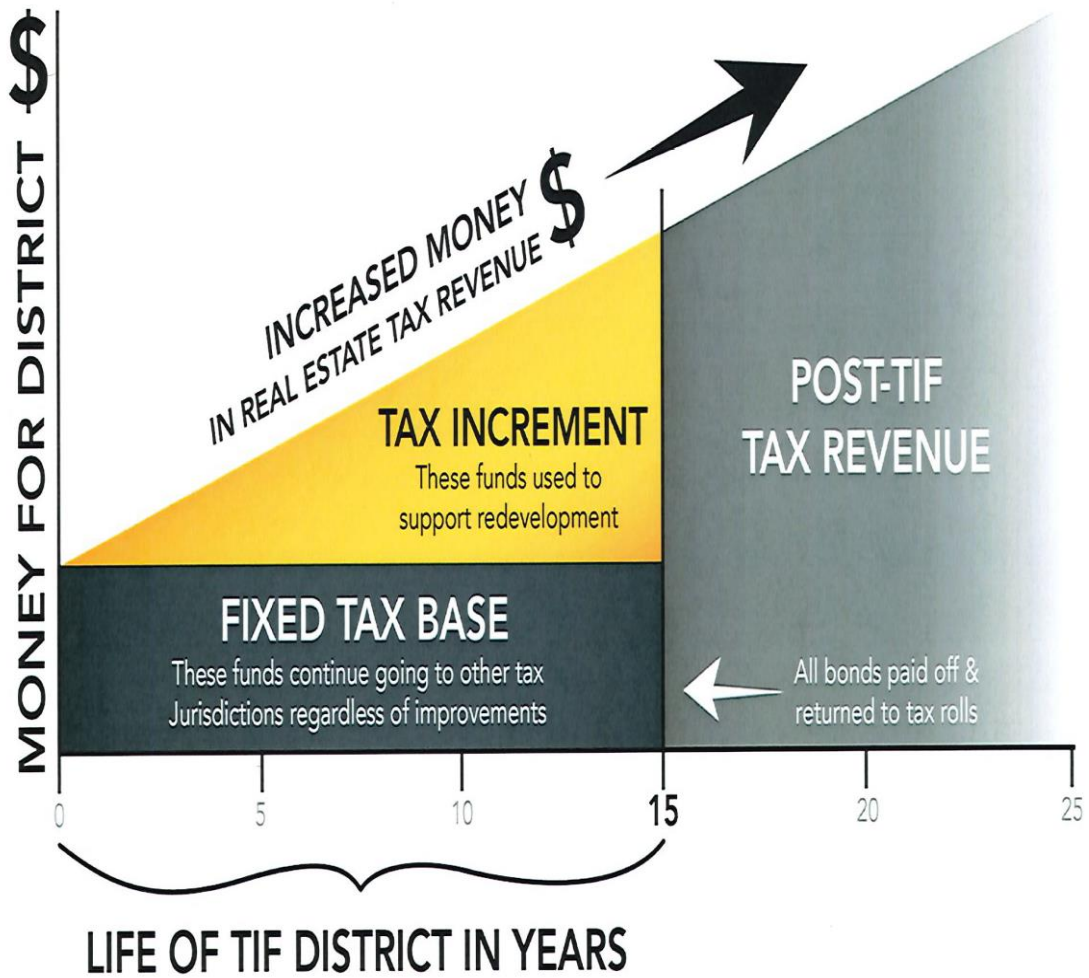 MONEY FOR DISTRICT $
INCREASED MONEY $
IN REAL ESTATE TAX REVENUE
TAX INCREMENT
These funds used to
support redevelopment
FIXED TAX BASE
These funds continue going to other tax
Jurisdictions regardless of improvements
POST-TIF
TAX REVENUE
All bonds paid off &
returned to tax rolls
0 5 10 15 20 25
LIFE OF TIF DISTRICT IN YEARS